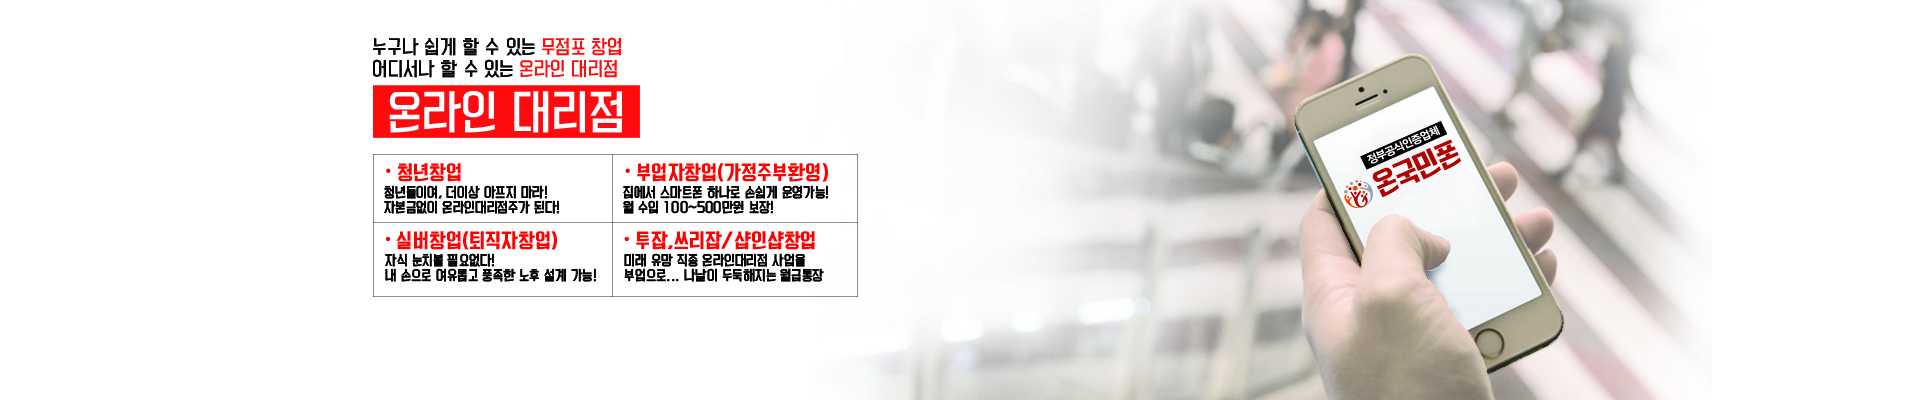 누구나 쉽게 할 수 있는 무점포 창업
어디서나 할 수 있는 온라인 대리점
온라인 대리점
· 청년창업
청년들이여, 더이상 아프지 마라!
자본금없이 온라인대리점주가 된다!
· 부업자창업(가정주부환영)
집에서 스마트폰 하나로 손쉽게 운영가능!
월 수입 100~500만원 보장!
· 실버창업(퇴직자창업)
자식 눈치볼 필요없다!
내 손으로 여유롭고 풍족한 노후 설계 가능!
· 투잡,쓰리잡/샵인샵창업
미래 유망 직종 온라인대리점 사업을
부업으로... 나날이 두둑해지는 월급통장
정부공식인증업체
온국민폰